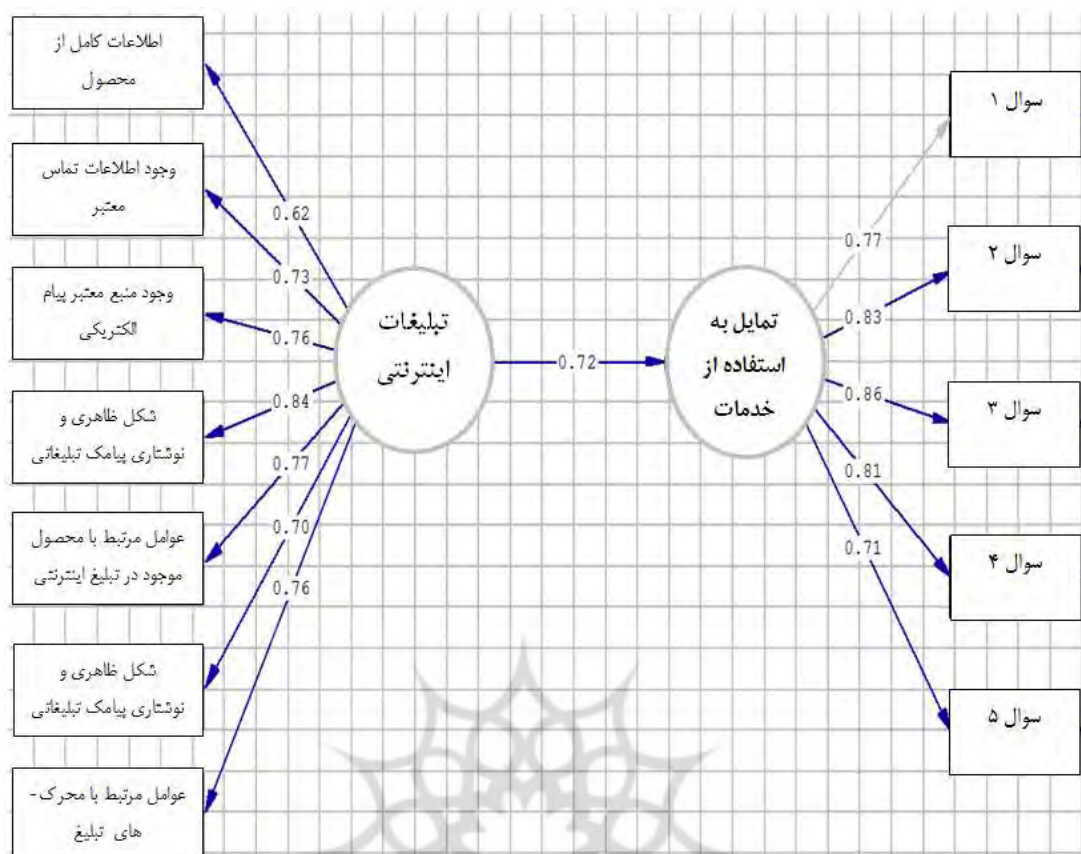 اطلاعات کامل از
محصول
وجود اطلاعات تماس
معتبر
وجود منبع معتبر پیام
الکتریکی
شکل ظاهری و
نوشتاری پیامک تبلیغاتی
عوامل مرتبط با محصول
موجود در تبلیغ اینترنتی
شکل ظاهری و
نوشتاری پیامک تبلیغاتی
عوامل مرتبط با محرک-
های تبلیغ
0.62
0.73
0.76
0.84
0.77
0.70
0.76
تبلیغات
اینترنتی
0.72
تمایل به
استفاده از
خدمات
0.77
0.83
0.86
0.81
0.71
سوال ۱
سوال ۲
سوال ۳
سوال ۴
سوال ۵